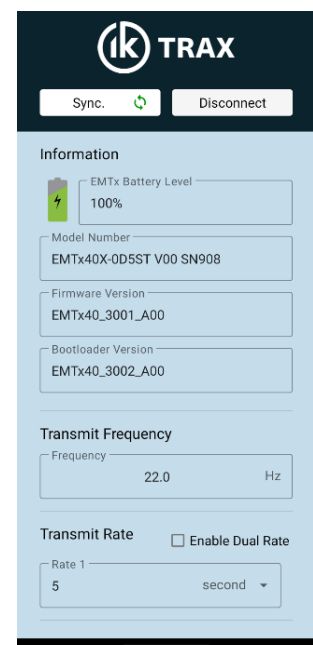 iK TRAX
Sync. Disconnect
Information
EMTx Battery Level
100%
Model Number
EMTx40X-0D5ST V00 SN908
Firmware Version
EMTx40_3001_A00
Bootloader Version
EMTx40_3002_A00
Transmit Frequency
Frequency
22.0 Hz
Transmit Rate Enable Dual Rate
Rate 1
5 second